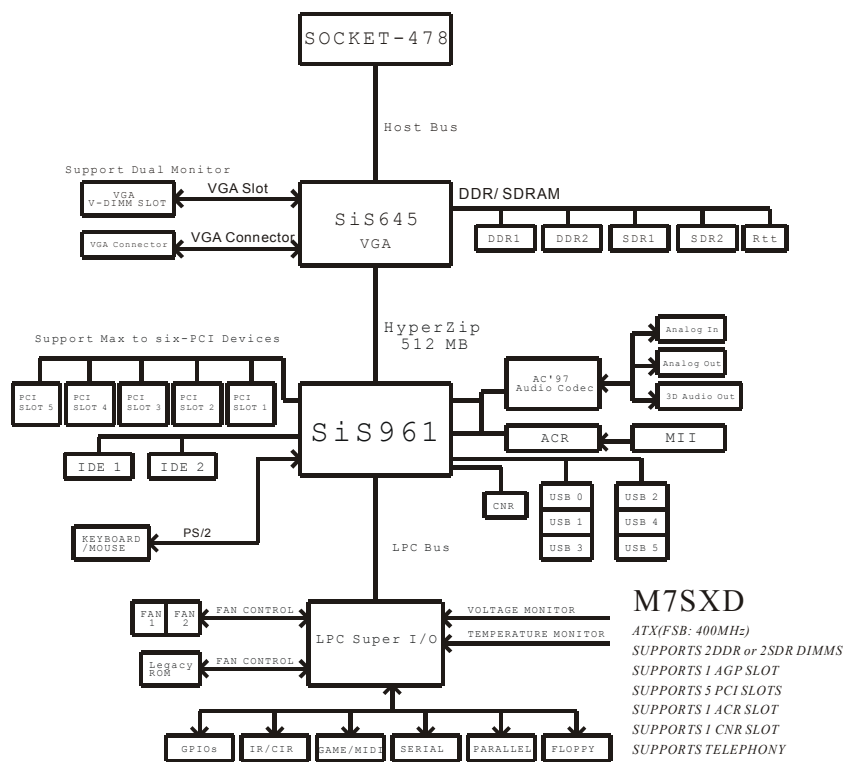 SOCKET-478
Host Bus
Support Dual Monitor
VGA
V-DIMM SLOT
VGA Slot
VGA Connector
VGA Connector
SiS645
VGA
DDR/ SDRAM
DDR1
DDR2
SDR1
SDR2
Rtt
HyperZip
512 MB
Support Max to six-PCI Devices
PCI
SLOT 5
PCI
SLOT 4
PCI
SLOT 3
PCI
SLOT 2
PCI
SLOT 1
SiS961
AC'97
Audio Codec
Analog In
Analog Out
3D Audio Out
ACR
MII
IDE 1
IDE 2
CNR
USB 0
USB 1
USB 3
USB 2
USB 4
USB 5
KEYBOARD
/MOUSE
PS/2
LPC Bus
FAN
1
FAN
2
FAN CONTROL
Legacy
ROM
FAN CONTROL
LPC Super I/O
VOLTAGE MONITOR
TEMPERATURE MONITOR
GPIOs
IR/CIR
GAME/MIDI
SERIAL
PARALLEL
FLOPPY
M7SXD
ATX(FSB: 400MHz)
SUPPORTS 2DDR or 2SDR DIMMS
SUPPORTS 1 AGP SLOT
SUPPORTS 5 PCI SLOTS
SUPPORTS 1 ACR SLOT
SUPPORTS 1 CNR SLOT
SUPPORTS TELEPHONY